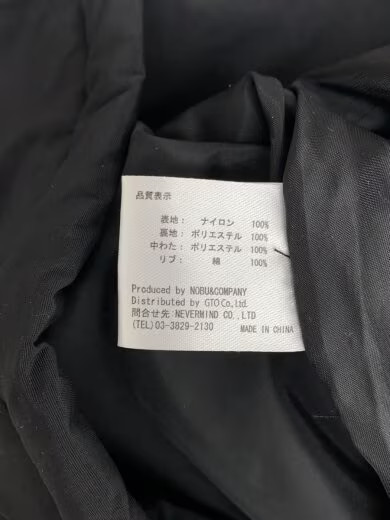 品質表示
表地： ナイロン 100%
裏地： ポリエステル 100%
中わた： ポリエステル 100%
リブ： 綿 100%
Produced by NOBU&COMPANY
Distributed by GTO Co,Ltd.
問合せ先 NEVERMIND CO.,LTD
(TEL)03-3829-2130
MADE IN CHINA